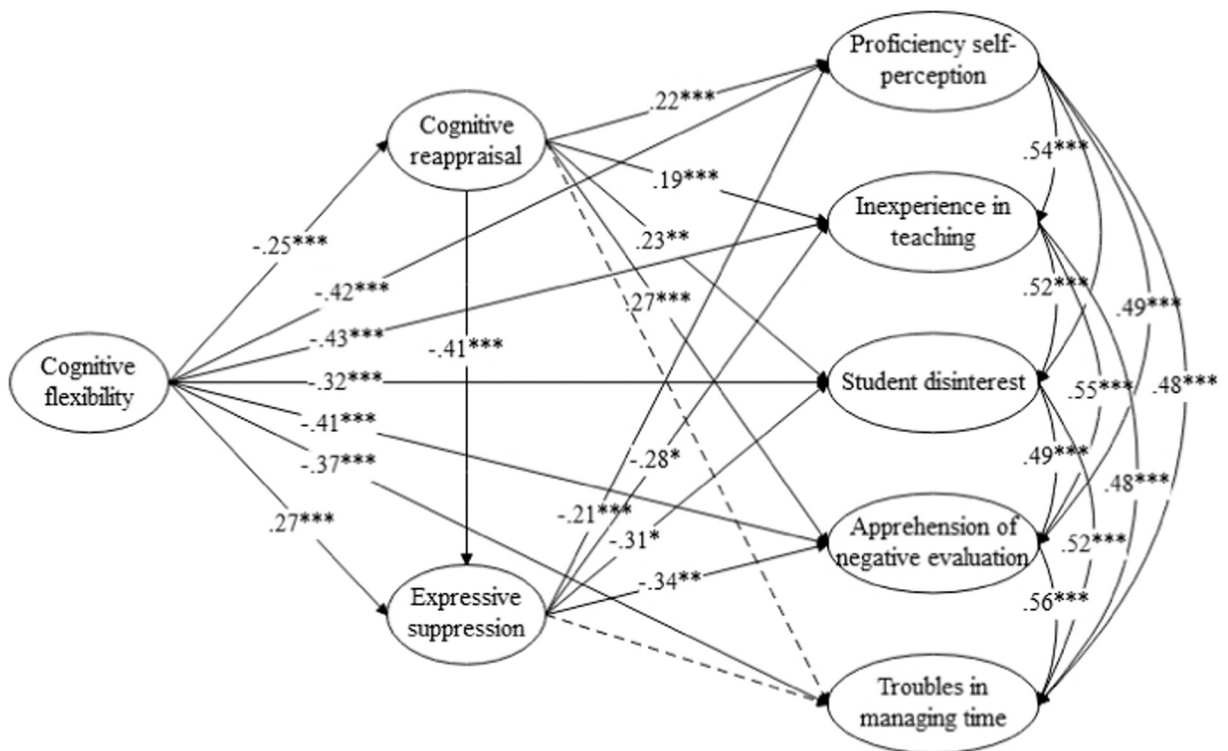 Proficiency self-
perception
Cognitive
reappraisal
.22***
.54***
.19***
Inexperience in
teaching
-.25***
.23**
-.42***
.27***
.52***
.49***
-.43***
-.41***
Cognitive
flexibility
-.32***
Student disinterest
.55***
.48***
-.41***
-.37***
-.28*
.49***
.48***
.27***
-.21***
-.31*
Apprehension of
negative evaluation
.52***
-.34**
.56***
Expressive
suppression
Troubles in
managing time